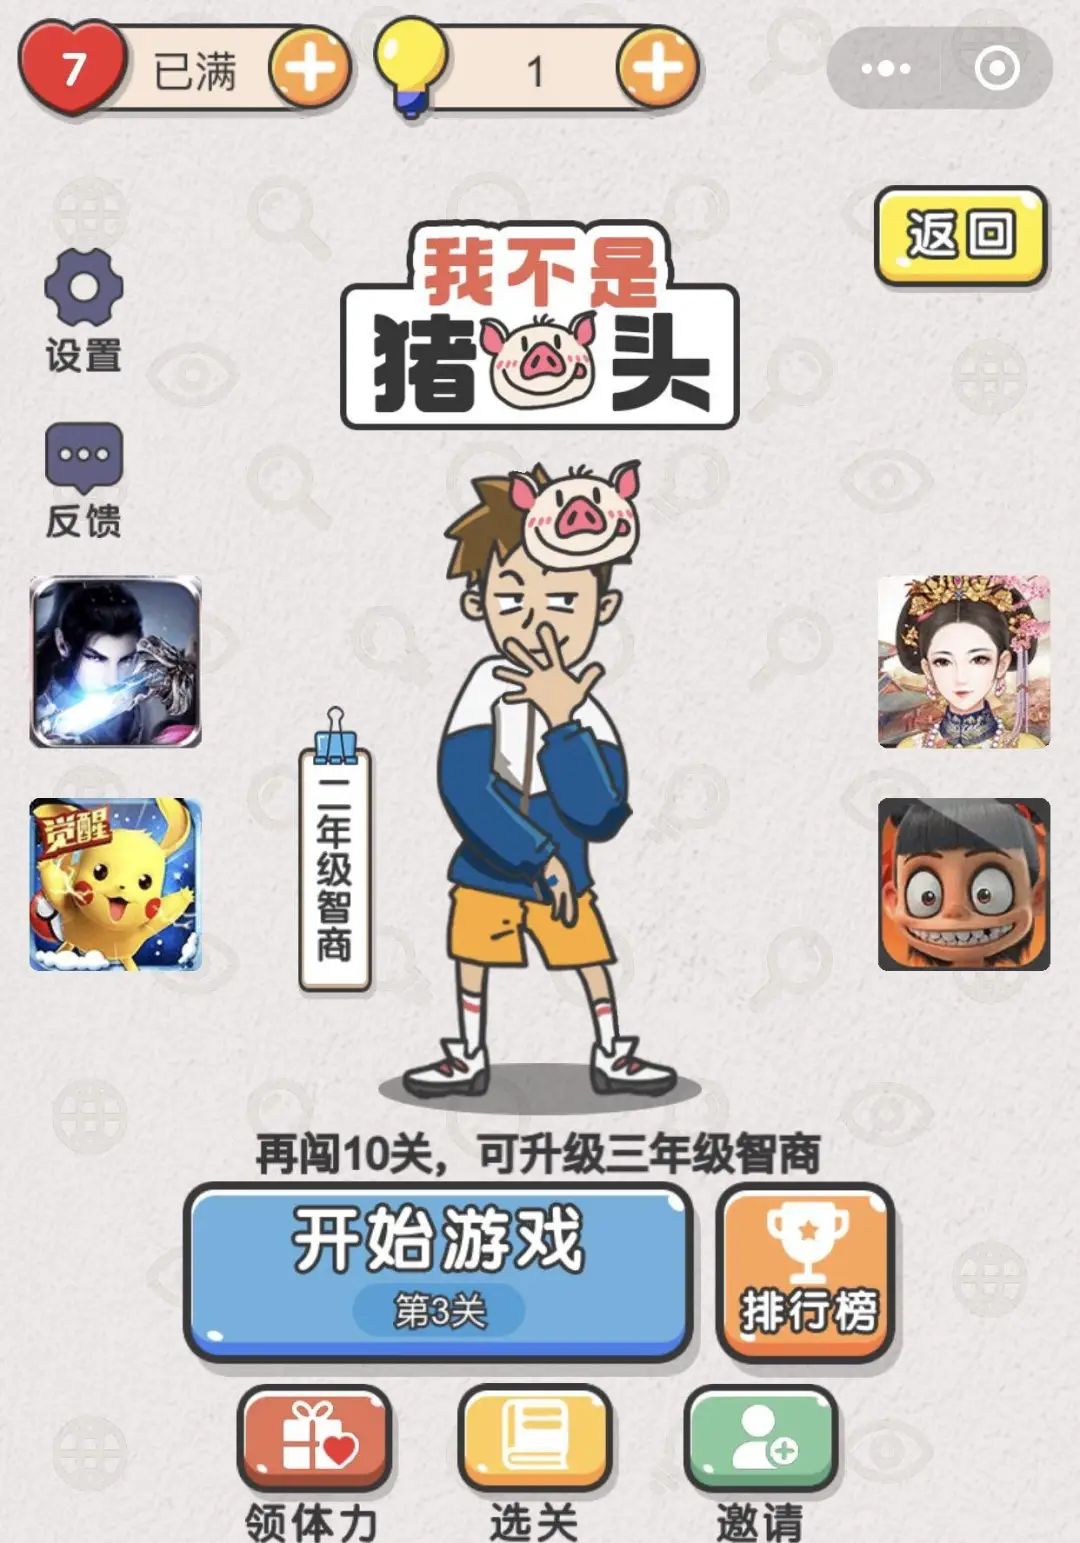 7
已满
1
返回
我不是
猪头
设置
反馈
觉醒
二年级智商
再闯10关，可升级三年级智商
开始游戏
第3关
排行榜
领体力
选关
邀请